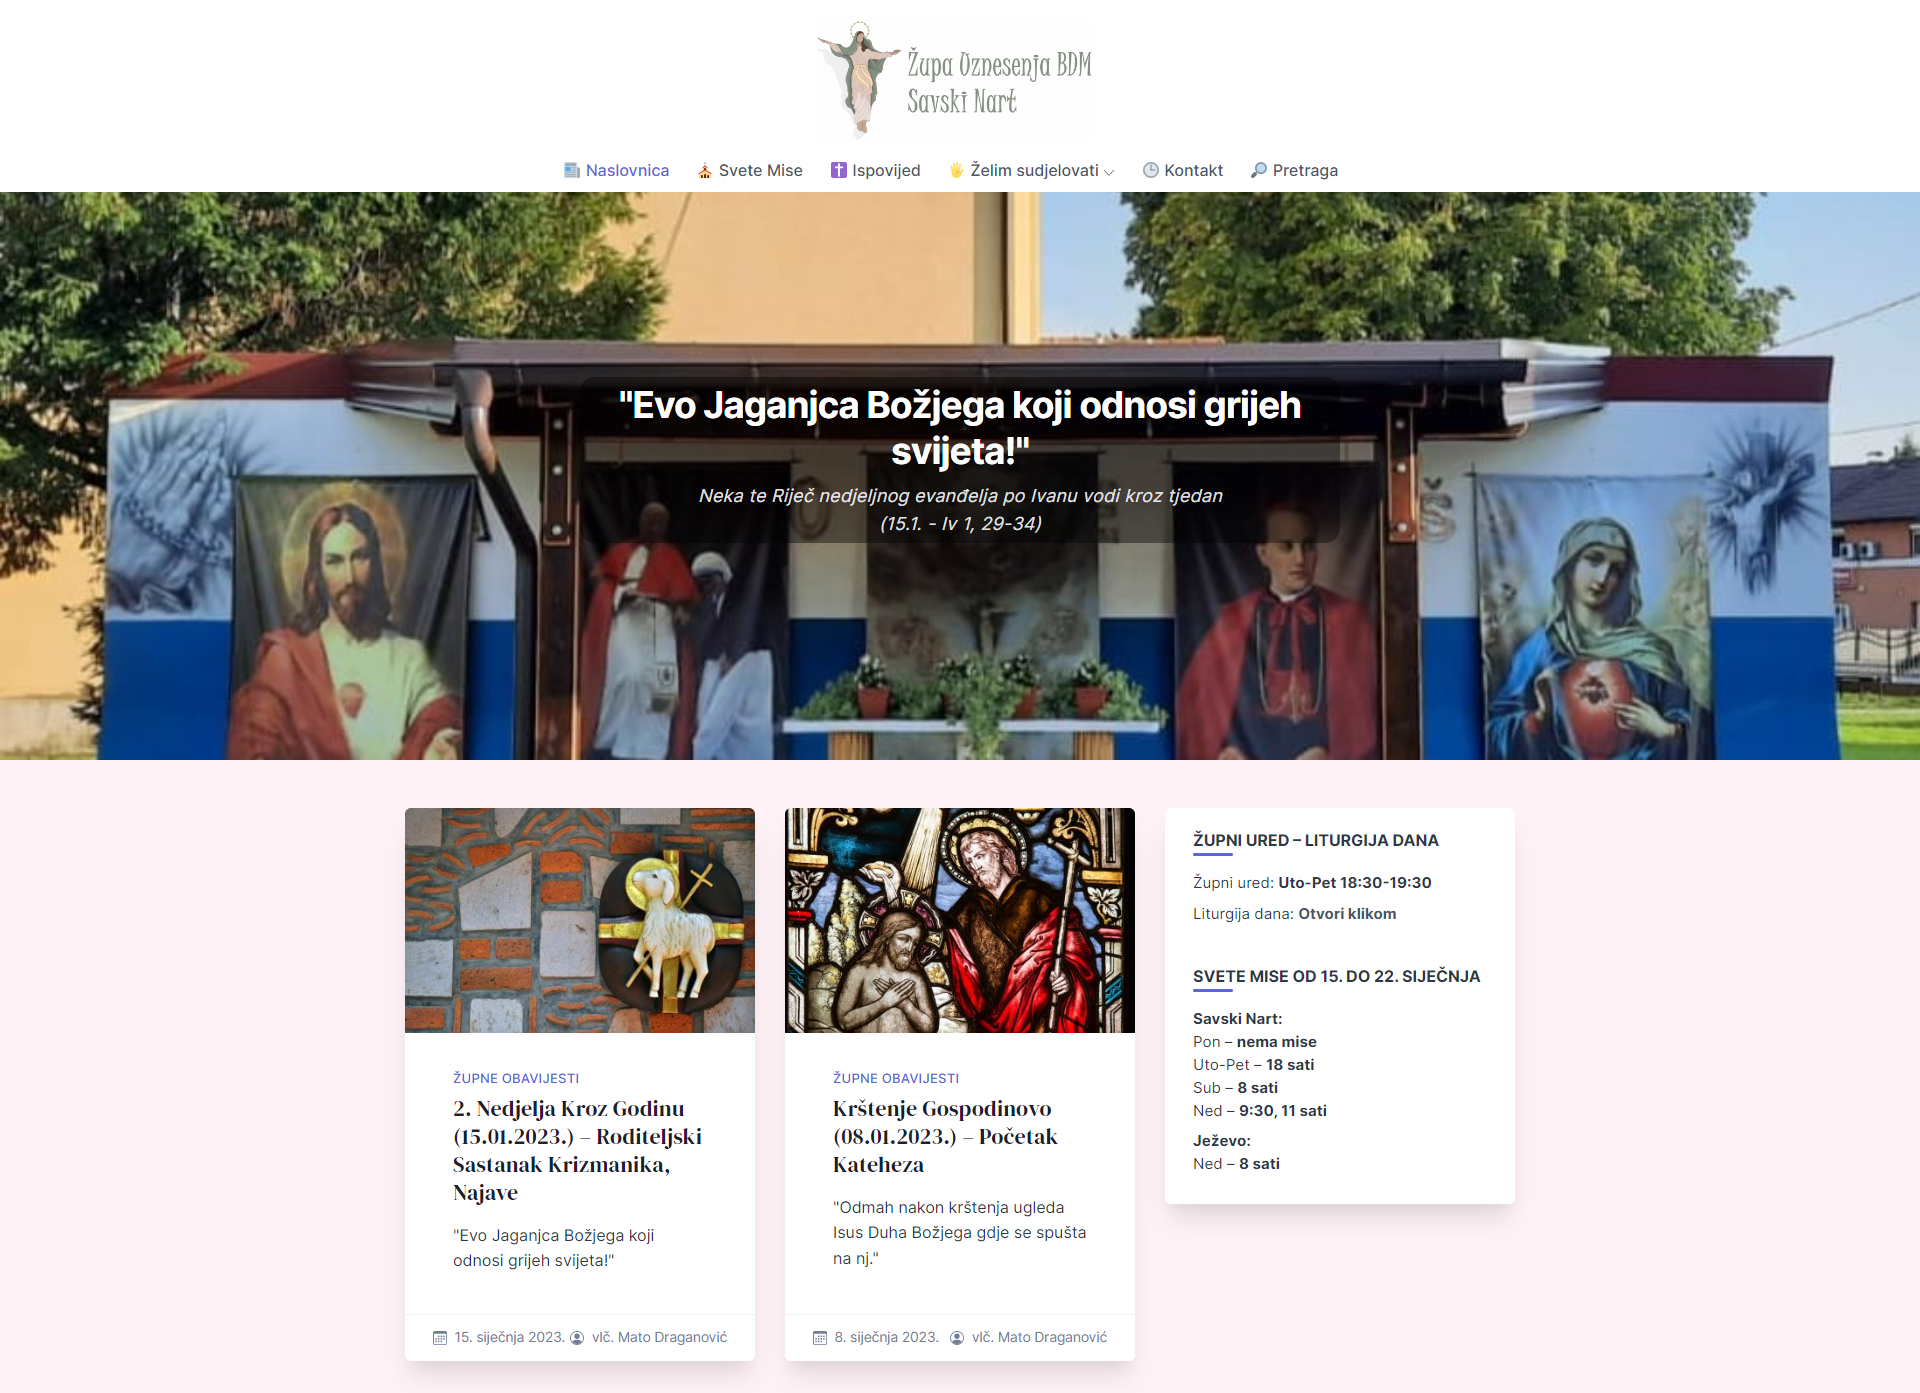 Župa Uznesenja BDM
Savski Nart
Naslovnica
Svete Mise
Ispovijed
Želim sudjelovati
Kontakt
Pretraga
"Evo Jaganjca Božjega koji odnosi grijeh
svijeta!"
Neka te Riječ nedjeljnog evanđelja po Ivanu vodi kroz tjedan
(15.1. - Iv 1, 29-34)
ŽUPNE OBAVIJESTI
2. Nedjelja Kroz Godinu
(15.01.2023.) – Roditeljski
Sastanak Krizmanika,
Najave
"Evo Jaganjca Božjega koji
odnosi grijeh svijeta!"
15. siječnja 2023.
vlč. Mato Draganović
ŽUPNE OBAVIJESTI
Krštenje Gospodinovo
(08.01.2023.) – Početak
Kateheza
"Odmah nakon krštenja ugleda
Isus Duha Božjega gdje se spušta
na nj."
8. siječnja 2023.
vlč. Mato Draganović
ŽUPNI URED – LITURGIJA DANA
Župni ured: Uto-Pet 18:30-19:30
Liturgija dana: Otvori klikom
SVETE MISE OD 15. DO 22. SIJEČNJA
Savski Nart:
Pon – nema mise
Uto-Pet – 18 sati
Sub – 8 sati
Ned – 9:30, 11 sati
Ježevo:
Ned – 8 sati